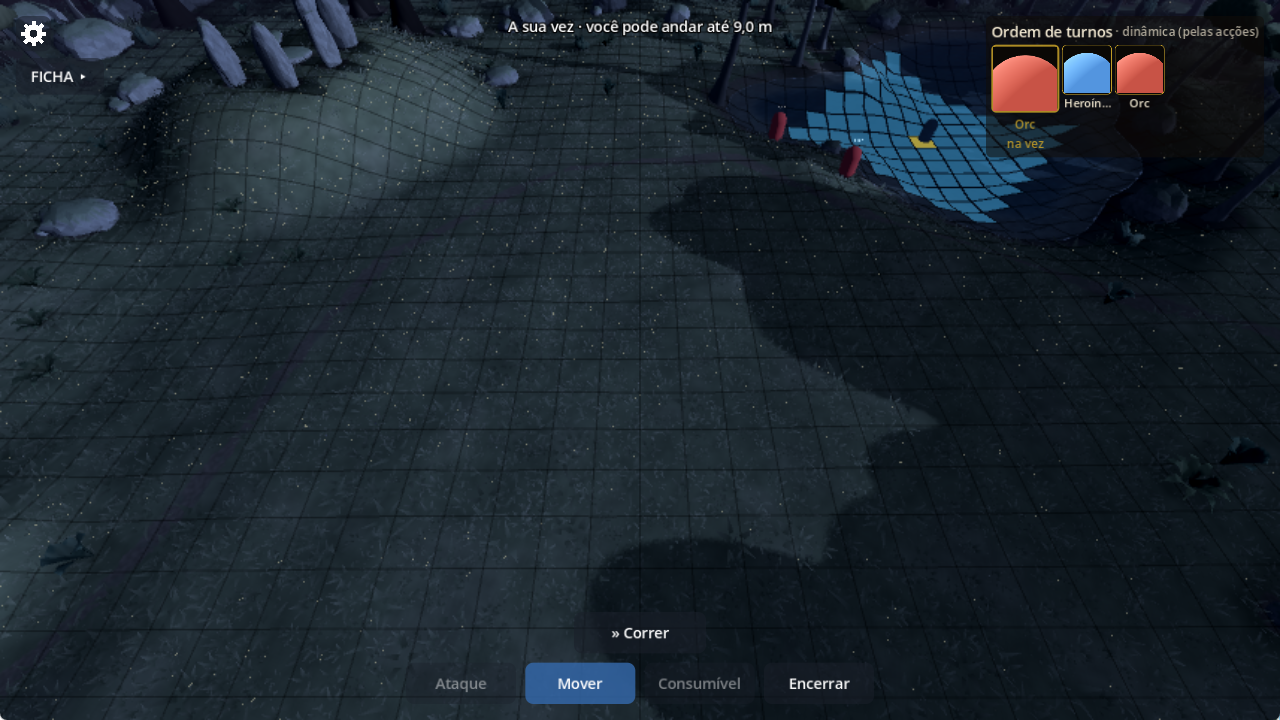 A sua vez · você pode andar até 9,0 m
Ordem de turnos · dinâmica (pelas acções)
FICHA ▸
Heroín...
Orc
Orc
na vez
» Correr
Ataque
Mover
Consumível
Encerrar